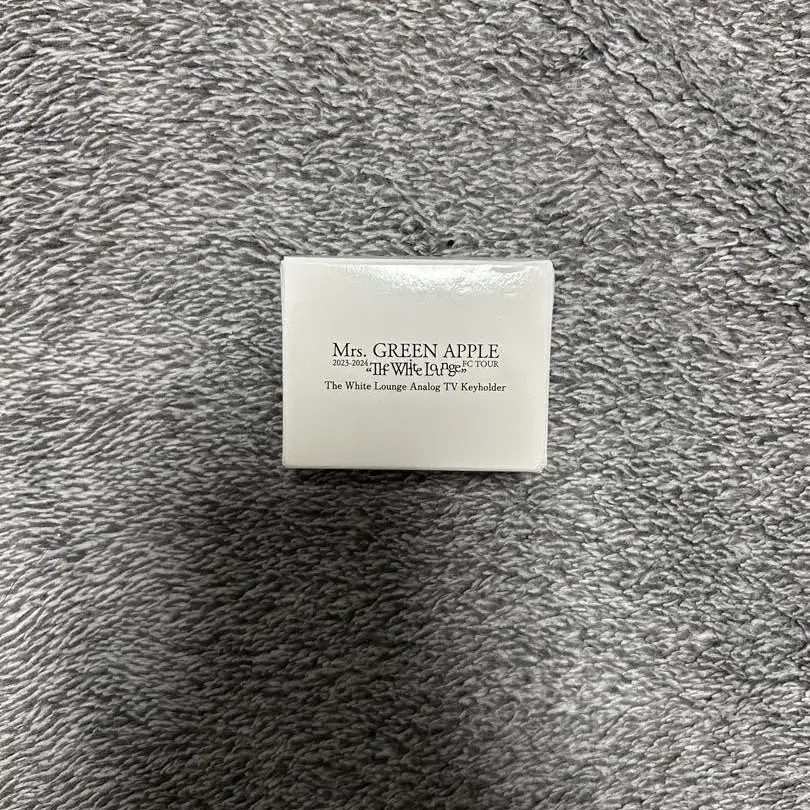 Mrs. GREEN APPLE
2023-2024 “The White Lounge” FC TOUR
The White Lounge Analog TV Keyholder